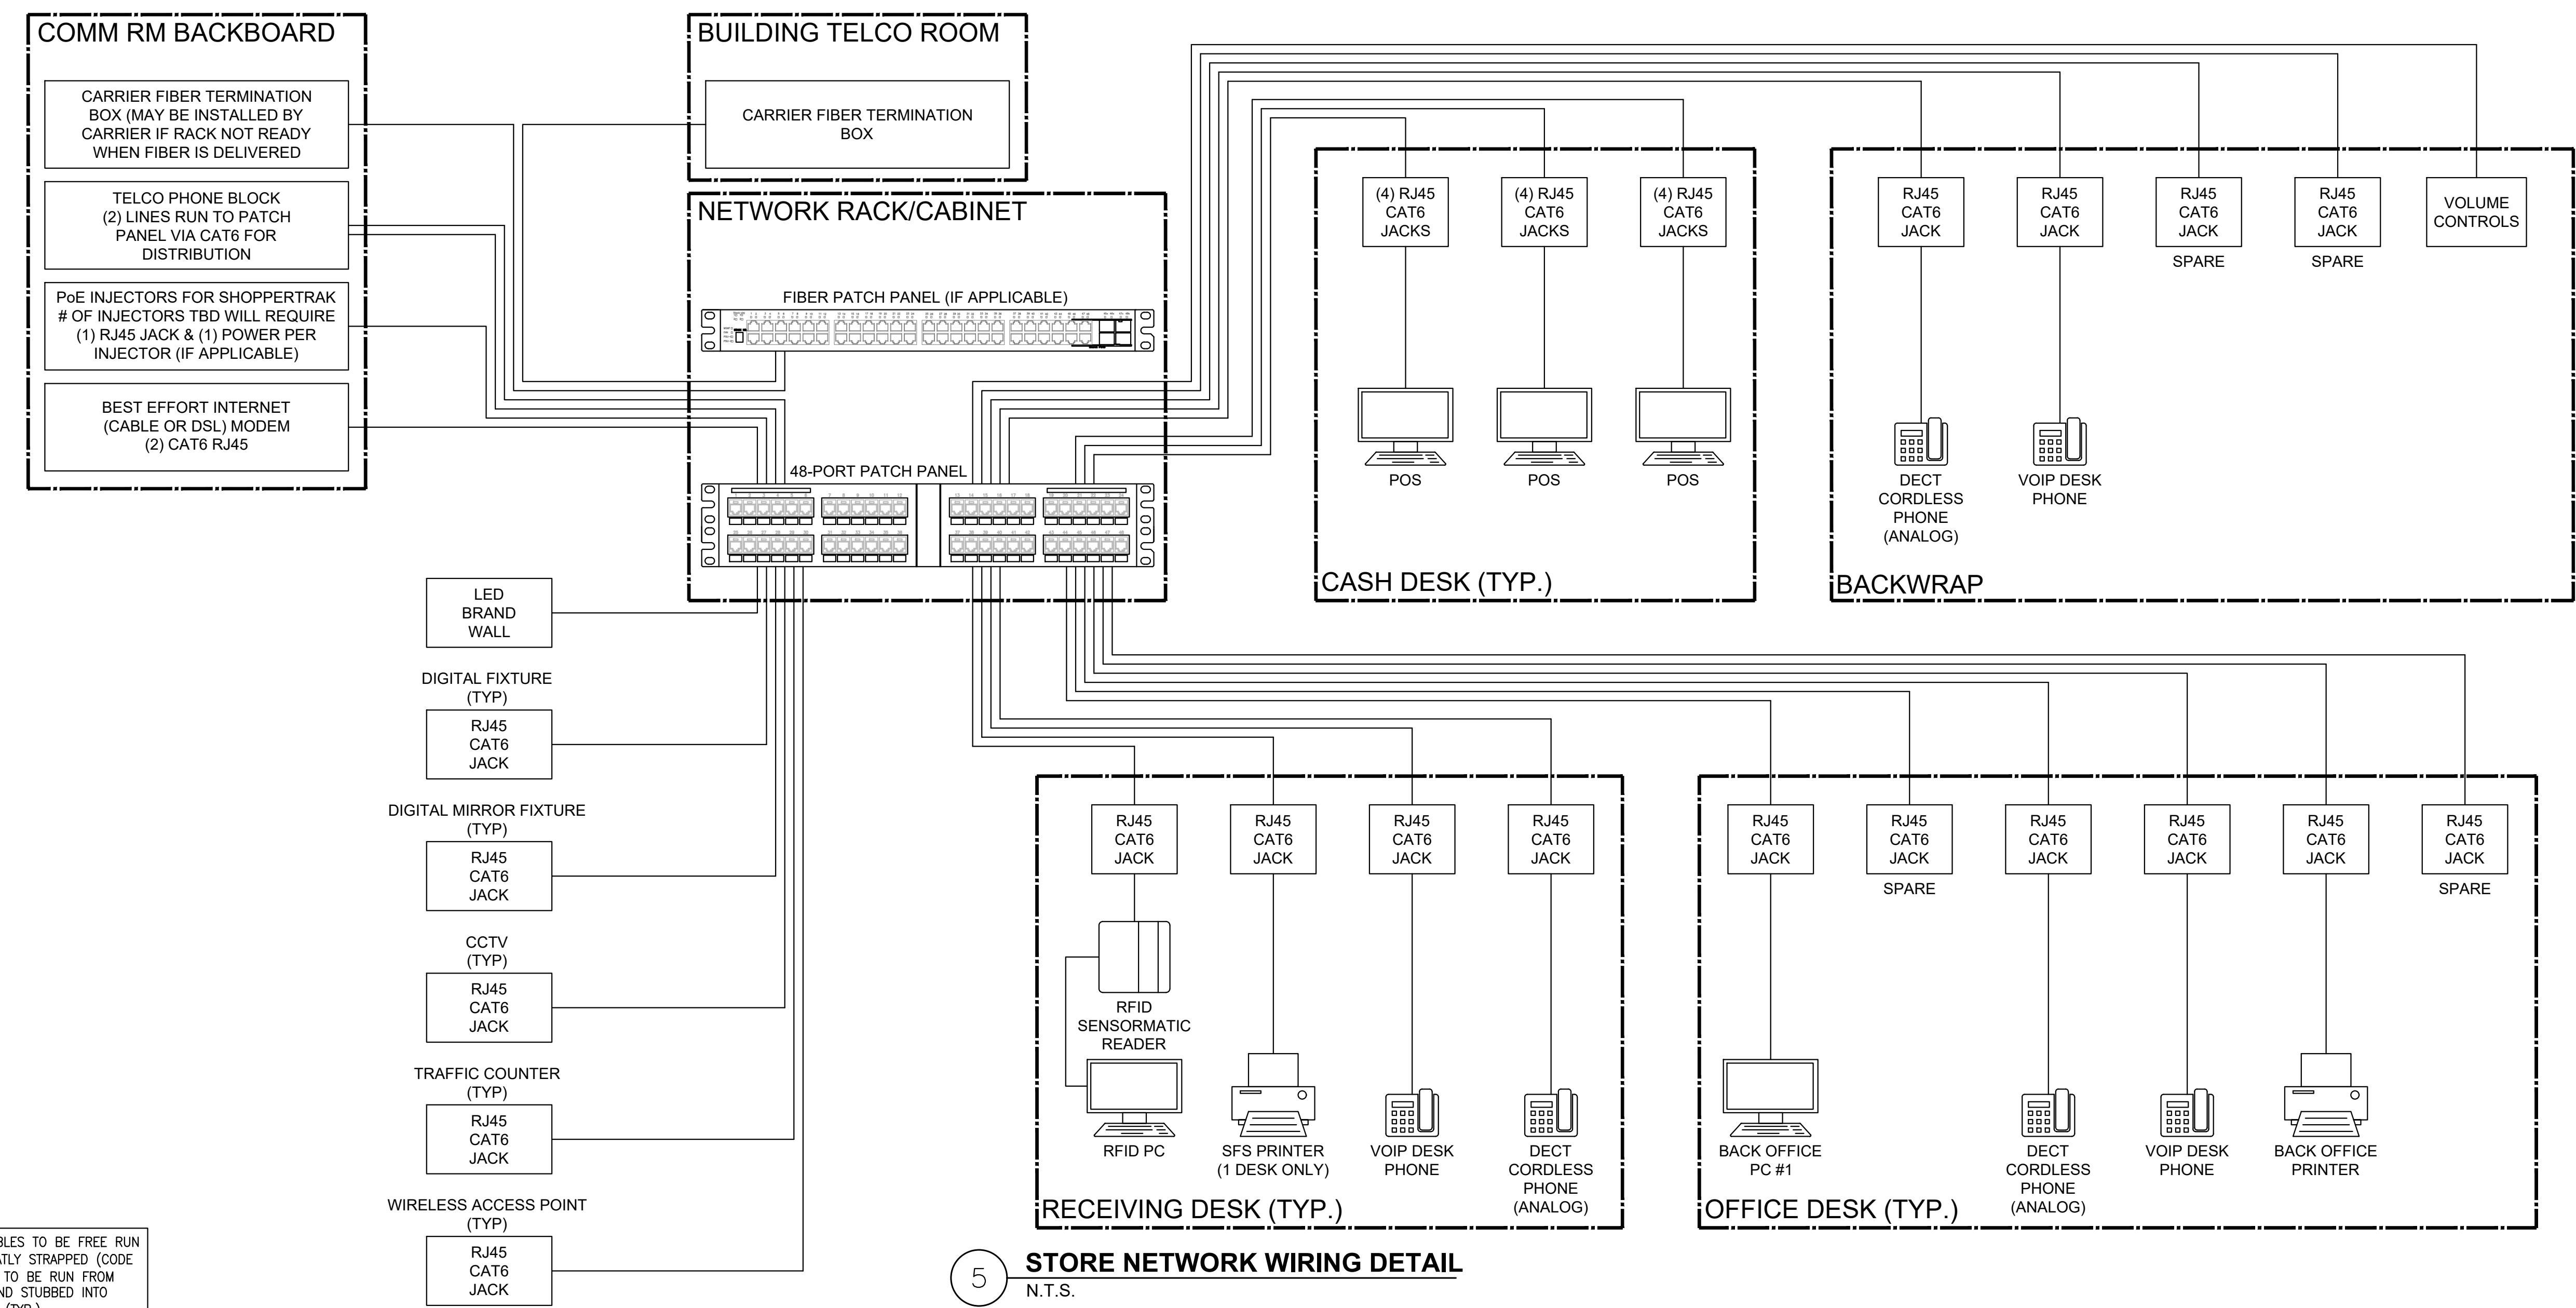 COMM RM BACKBOARD
CARRIER FIBER TERMINATION
BOX (MAY BE INSTALLED BY
CARRIER IF RACK NOT READY
WHEN FIBER IS DELIVERED
TELCO PHONE BLOCK
(2) LINES RUN TO PATCH
PANEL VIA CAT6 FOR
DISTRIBUTION
PoE INJECTORS FOR SHOPPERTRAK
# OF INJECTORS TBD WILL REQUIRE
(1) RJ45 JACK & (1) POWER PER
INJECTOR (IF APPLICABLE)
BEST EFFORT INTERNET
(CABLE OR DSL) MODEM
(2) CAT6 RJ45
BUILDING TELCO ROOM
CARRIER FIBER TERMINATION
BOX
NETWORK RACK/CABINET
FIBER PATCH PANEL (IF APPLICABLE)
48-PORT PATCH PANEL
(4) RJ45
CAT6
JACKS
(4) RJ45
CAT6
JACKS
(4) RJ45
CAT6
JACKS
POS
POS
POS
CASH DESK (TYP.)
RJ45
CAT6
JACK
RJ45
CAT6
JACK
RJ45
CAT6
JACK
SPARE
RJ45
CAT6
JACK
SPARE
VOLUME
CONTROLS
DECT
CORDLESS
PHONE
(ANALOG)
VOIP DESK
PHONE
BACKWRAP
LED
BRAND
WALL
DIGITAL FIXTURE
(TYP)
RJ45
CAT6
JACK
DIGITAL MIRROR FIXTURE
(TYP)
RJ45
CAT6
JACK
CCTV
(TYP)
RJ45
CAT6
JACK
TRAFFIC COUNTER
(TYP)
RJ45
CAT6
JACK
WIRELESS ACCESS POINT
(TYP)
RJ45
CAT6
JACK
RJ45
CAT6
JACK
RJ45
CAT6
JACK
RJ45
CAT6
JACK
RJ45
CAT6
JACK
RFID
SENSORMATIC
READER
RFID PC
SFS PRINTER
(1 DESK ONLY)
VOIP DESK
PHONE
DECT
CORDLESS
PHONE
(ANALOG)
RECEIVING DESK (TYP.)
RJ45
CAT6
JACK
RJ45
CAT6
JACK
SPARE
RJ45
CAT6
JACK
RJ45
CAT6
JACK
RJ45
CAT6
JACK
RJ45
CAT6
JACK
SPARE
BACK OFFICE
PC #1
DECT
CORDLESS
PHONE
(ANALOG)
VOIP DESK
PHONE
BACK OFFICE
PRINTER
OFFICE DESK (TYP.)
TO BE FREE RUN
STRAPPED (CODE
TO BE RUN FROM
STUBBED INTO
5
STORE NETWORK WIRING DETAIL
N.T.S.